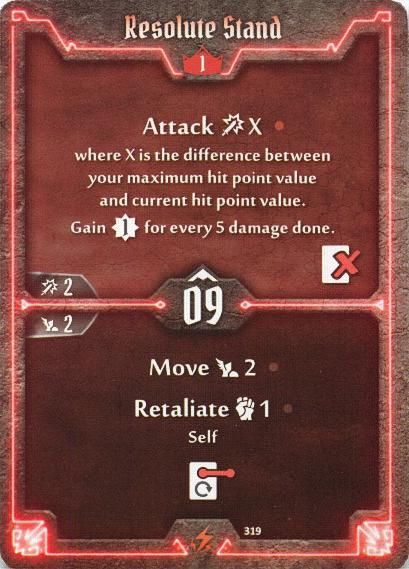 Resolute Stand
1
Attack X
where X is the difference between
your maximum hit point value
and current hit point value.
Gain 1 for every 5 damage done.
2
09
2
Move 2
Retaliate 1
Self
319